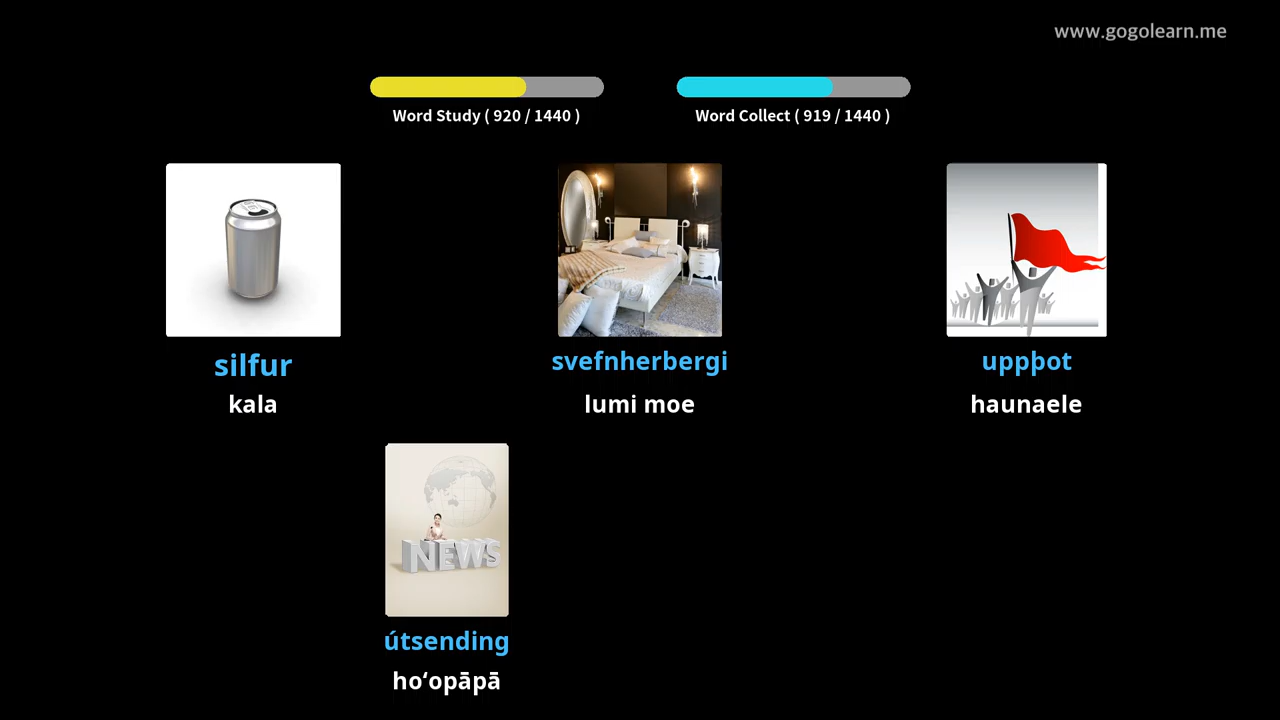 www.gogolearn.me
Word Study ( 920 / 1440 )
Word Collect ( 919 / 1440 )
silfur
kala
svefnherbergi
lumi moe
uppþot
haunaele
NEWS
útsending
hoʻopāpā